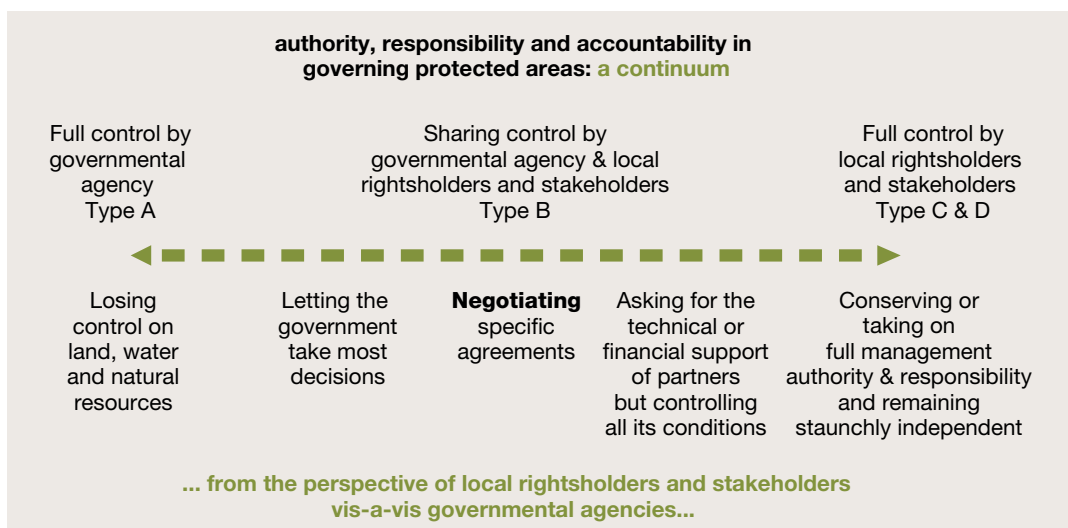 authority, responsibility and accountability in
governing protected areas: a continuum
Full control by
governmental
agency
Type A
Sharing control by
governmental agency & local
rightsholders and stakeholders
Type B
Full control by
local rightsholders
and stakeholders
Type C & D
Losing
control on
land, water
and natural
resources
Letting the
government
take most
decisions
Negotiating
specific
agreements
Asking for the
technical or
financial support
of partners
but controlling
all its conditions
Conserving or
taking on
full management
authority & responsibility
and remaining
staunchly independent
... from the perspective of local rightsholders and stakeholders
vis-a-vis governmental agencies...